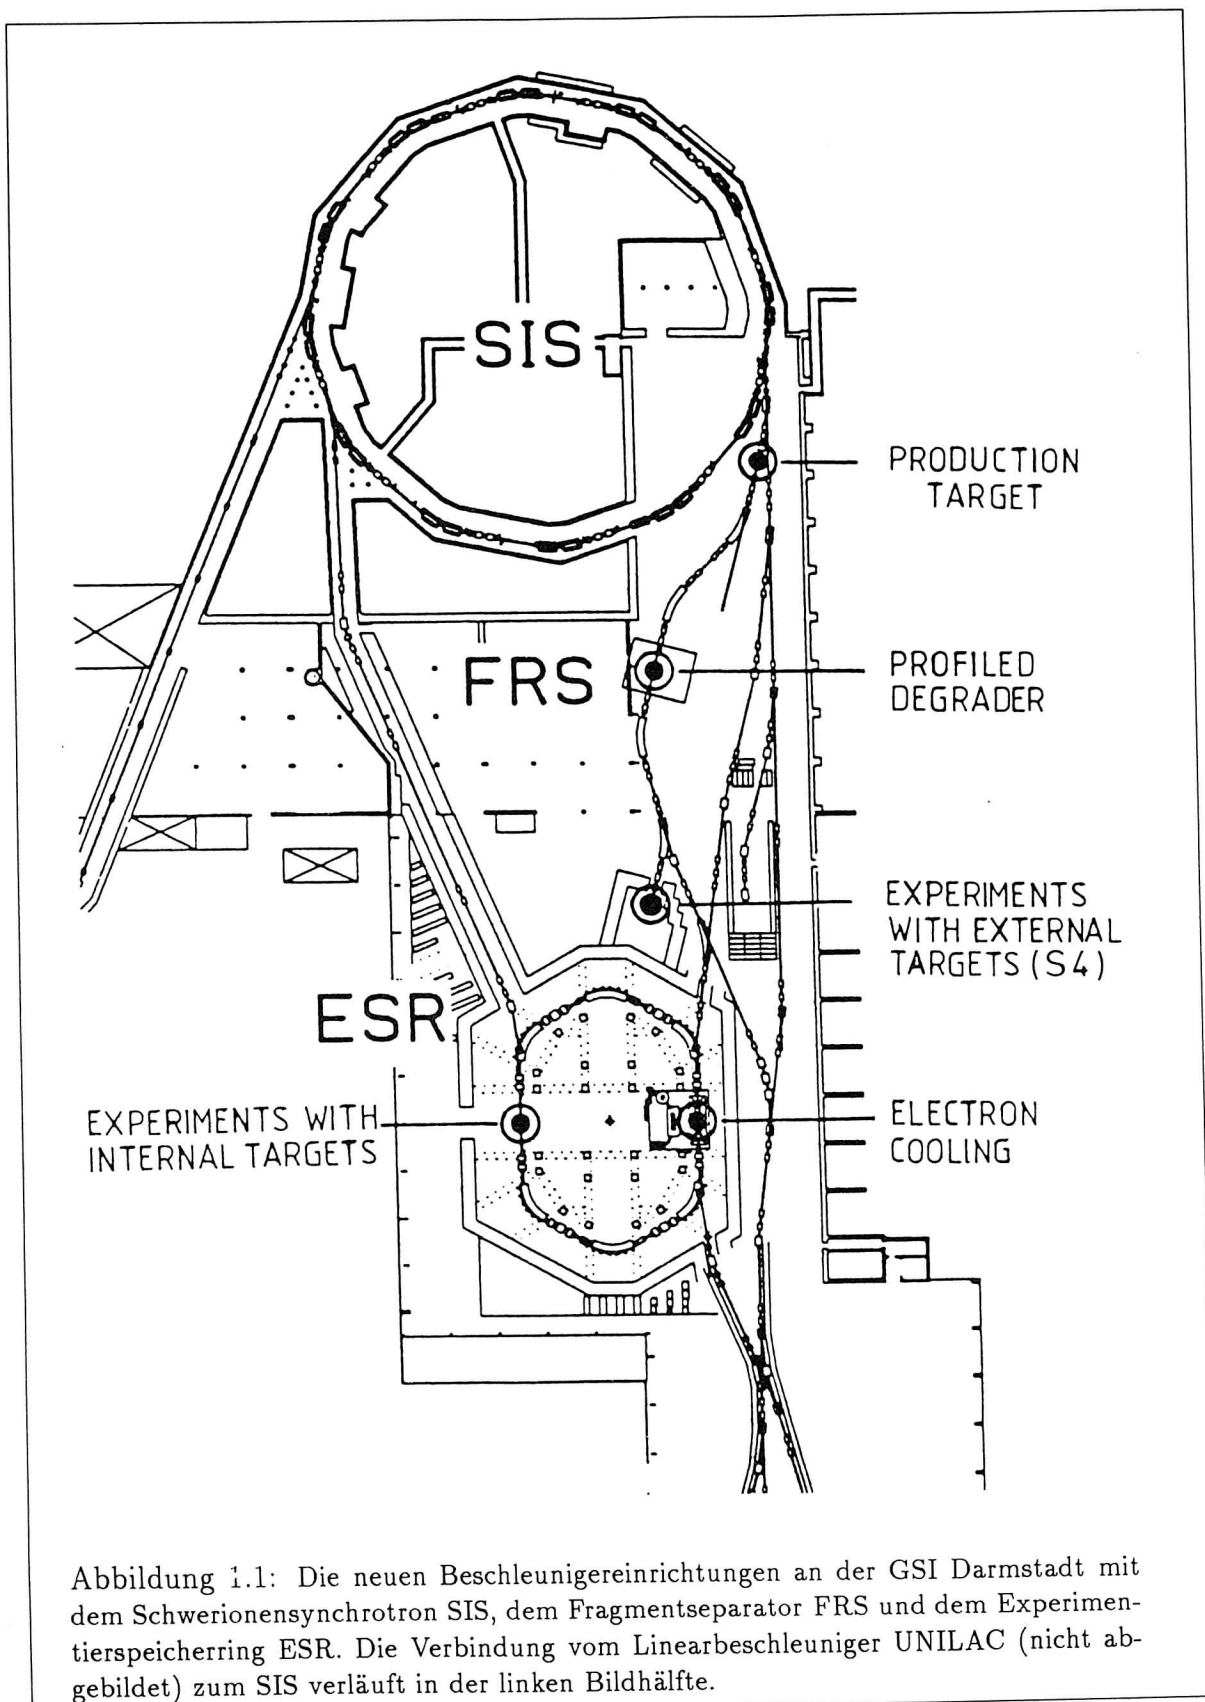 SIS
PRODUCTION
TARGET
FRS
PROFILED
DEGRADER
EXPERIMENTS
WITH EXTERNAL
TARGETS (S4)
ESR
EXPERIMENTS WITH
INTERNAL TARGETS
ELECTRON
COOLING
Abbildung 1.1: Die neuen Beschleunigereinrichtungen an der GSI Darmstadt mit
dem Schwerionensynchrotron SIS, dem Fragmentseparator FRS und dem Experimen-
tierspeicherring ESR. Die Verbindung vom Linearbeschleuniger UNILAC (nicht ab-
gebildet) zum SIS verläuft in der linken Bildhälfte.